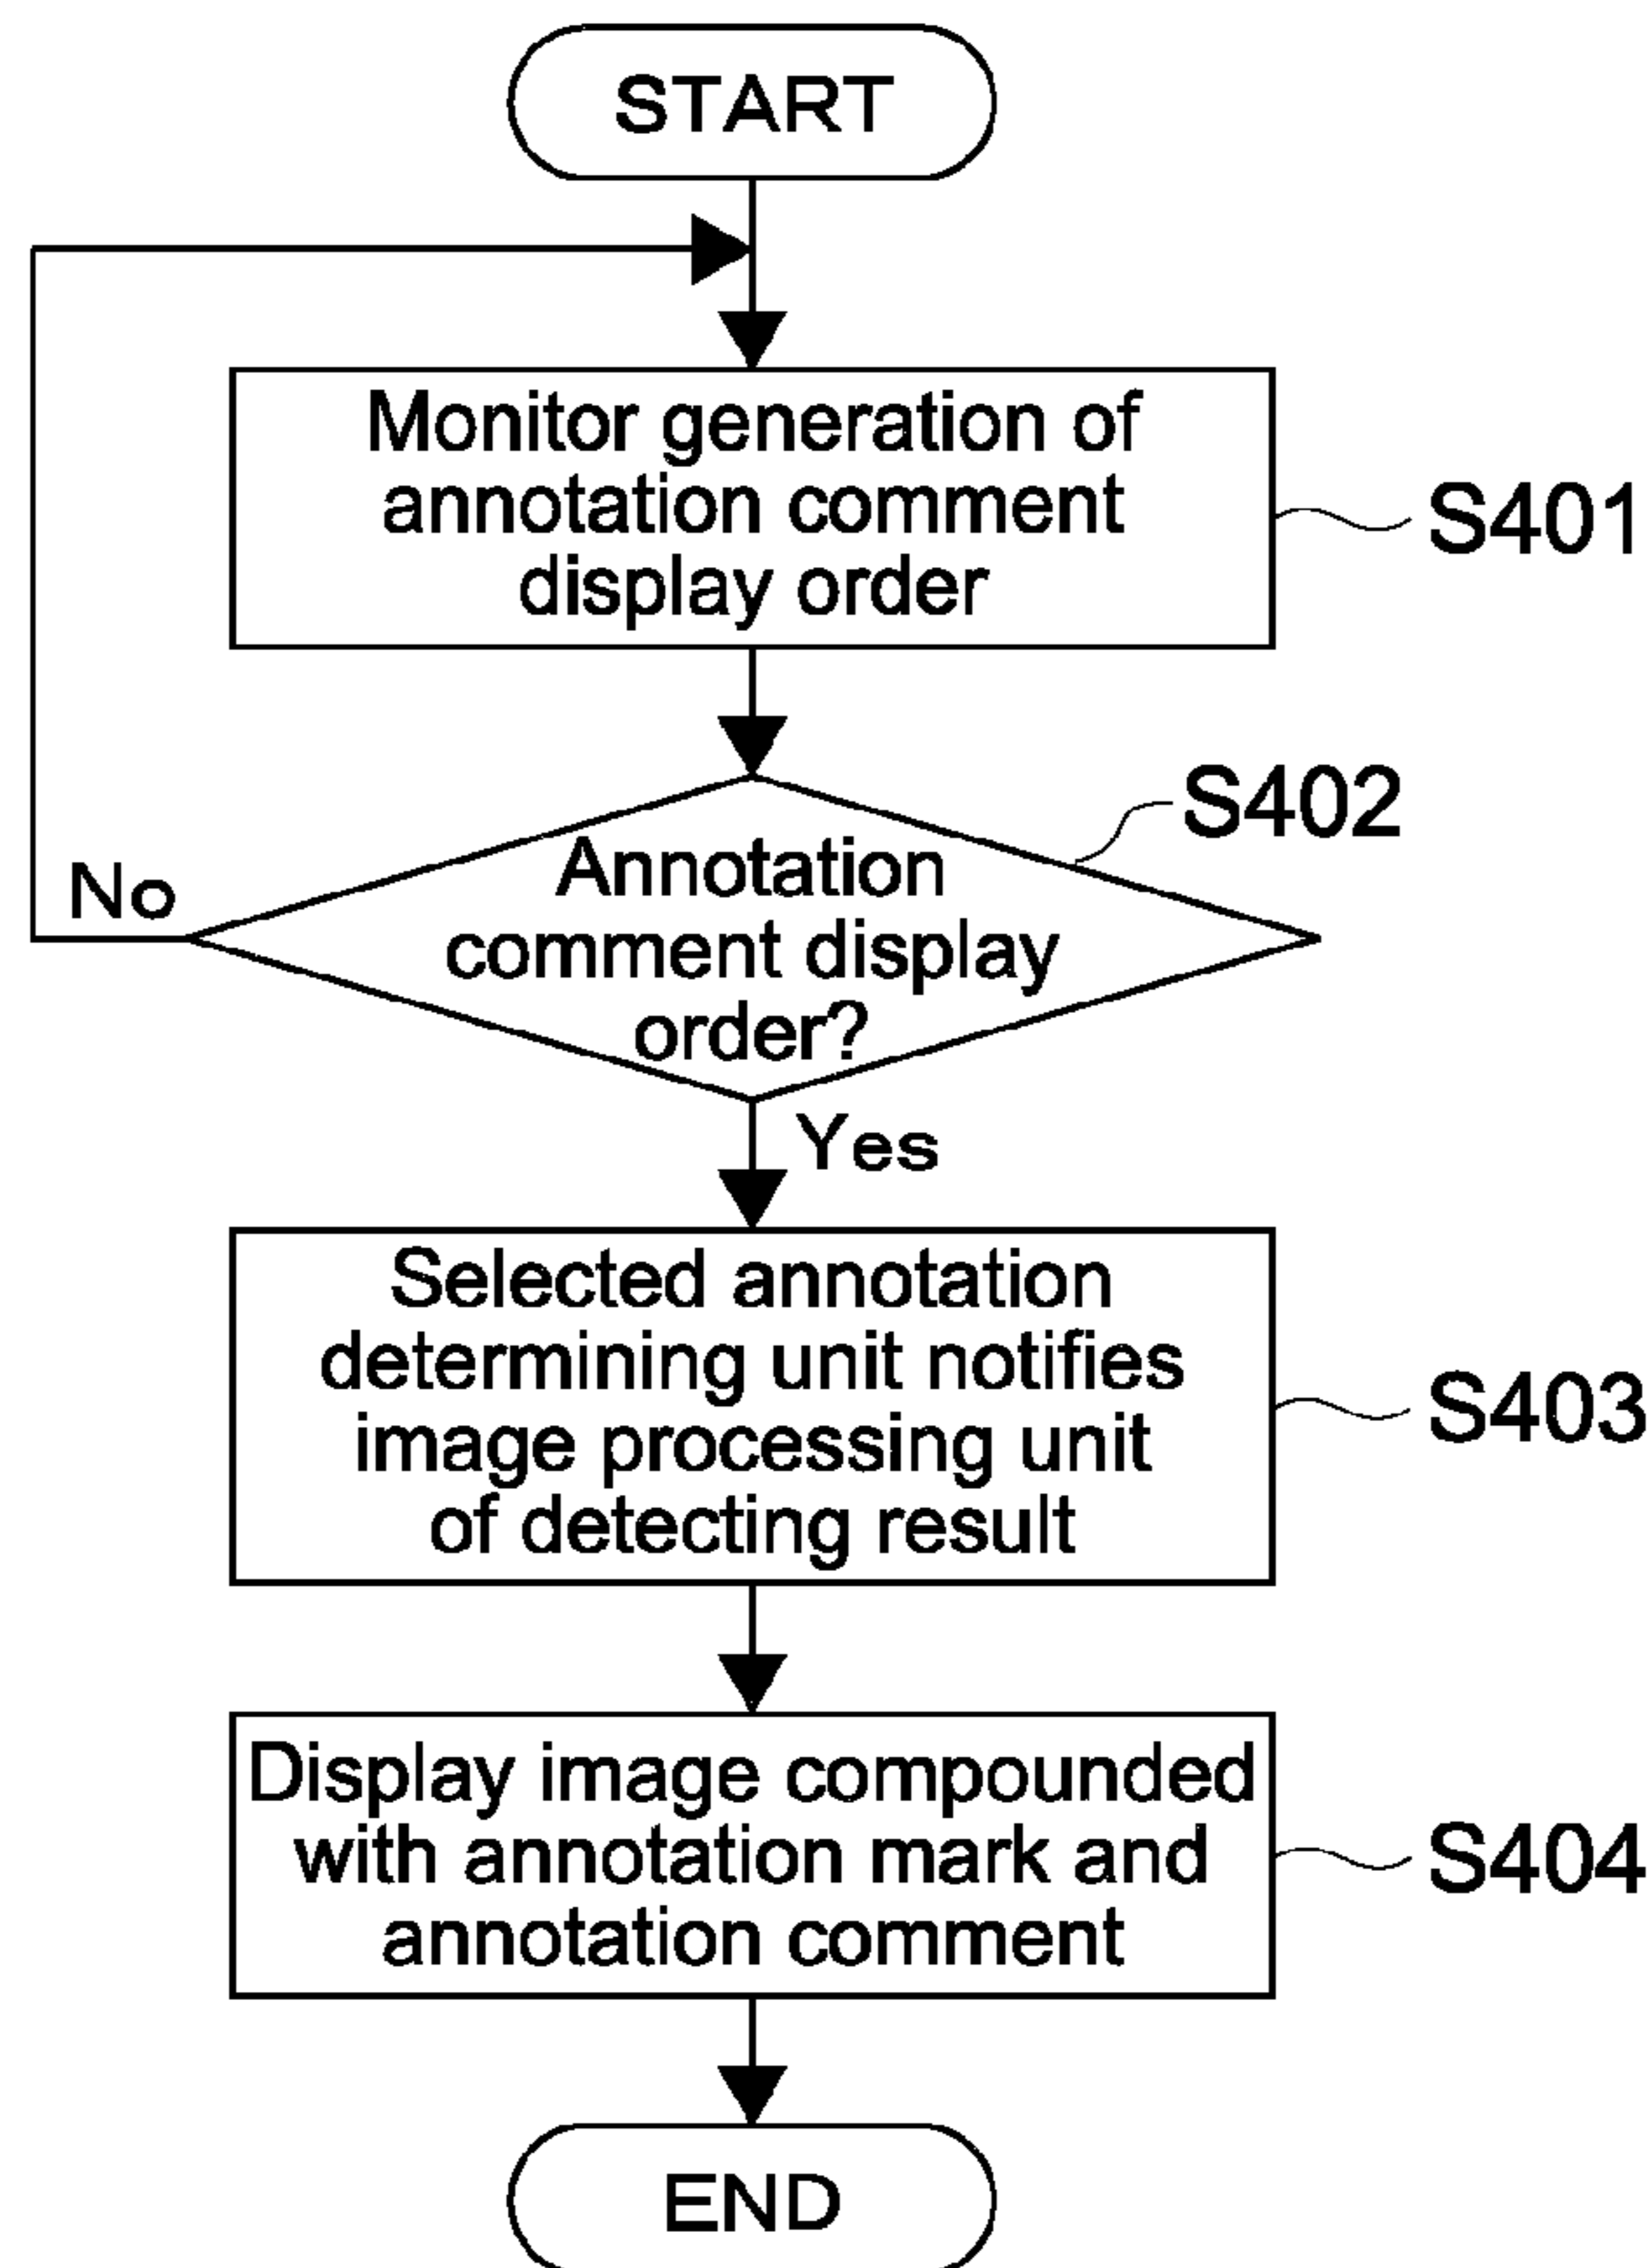 START
Monitor generation of
annotation comment
display order
S401
S402
Annotation
comment display
order?
No
Yes
Selected annotation
determining unit notifies
image processing unit
of detecting result
S403
Display image compounded
with annotation mark and
annotation comment
S404
END